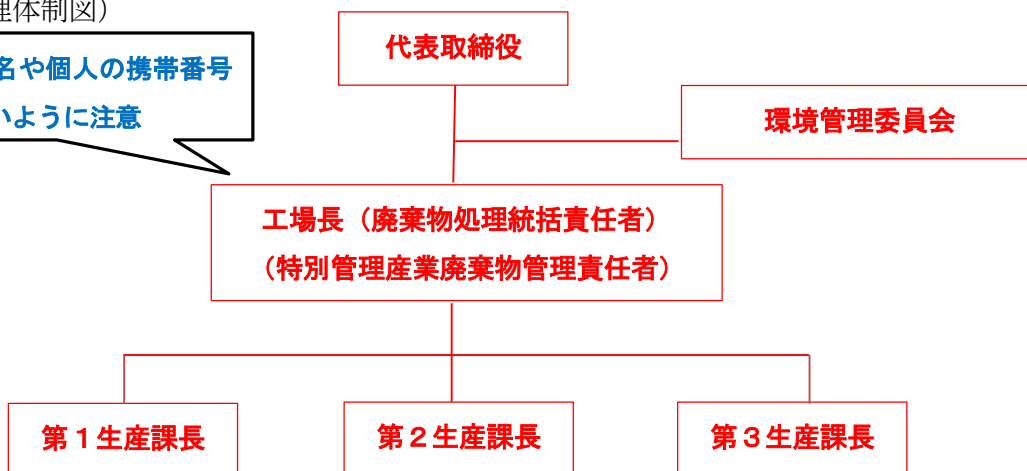 理体制図）
名や個人の携帯番号
いように注意
代表取締役
環境管理委員会
工場長（廃棄物処理統括責任者）
（特別管理産業廃棄物管理責任者）
第１生産課長
第２生産課長
第３生産課長